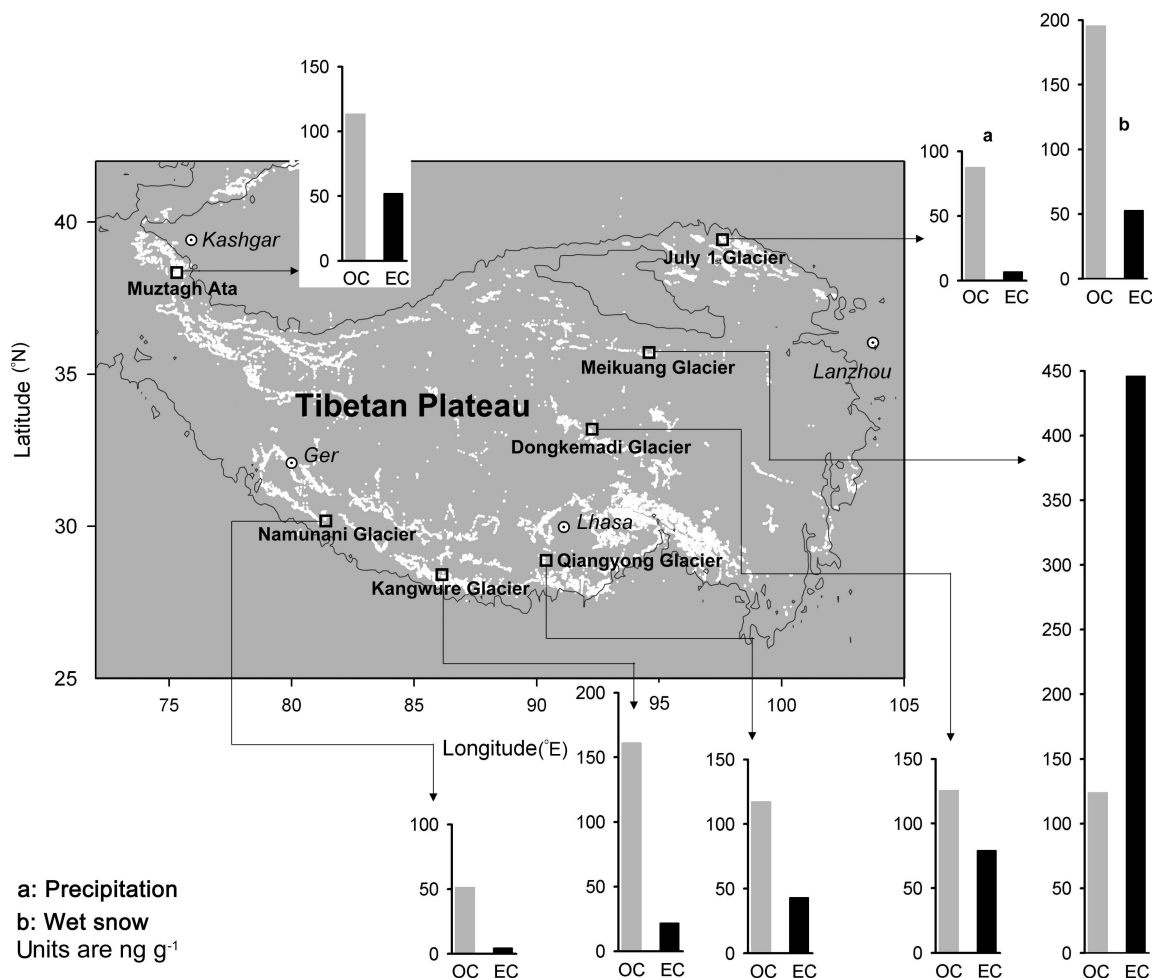 200
150
100
50
0
OC EC
b
150
100
50
0
OC EC
a
100
50
0
OC EC
Latitude (°N)
40
35
30
25
75
80
85
90
95
100
105
Longitude(°E)
Kashgar
Muztagh Ata
July 1st Glacier
Meikuang Glacier
Lanzhou
Tibetan Plateau
Dongkemadi Glacier
Ger
Lhasa
Namunani Glacier
Qiangyong Glacier
Kangwure Glacier
450
400
350
300
250
200
150
100
50
0
OC EC
200
150
100
50
0
OC EC
150
100
50
0
OC EC
150
100
50
0
OC EC
100
50
0
OC EC
a: Precipitation
b: Wet snow
Units are ng g⁻¹